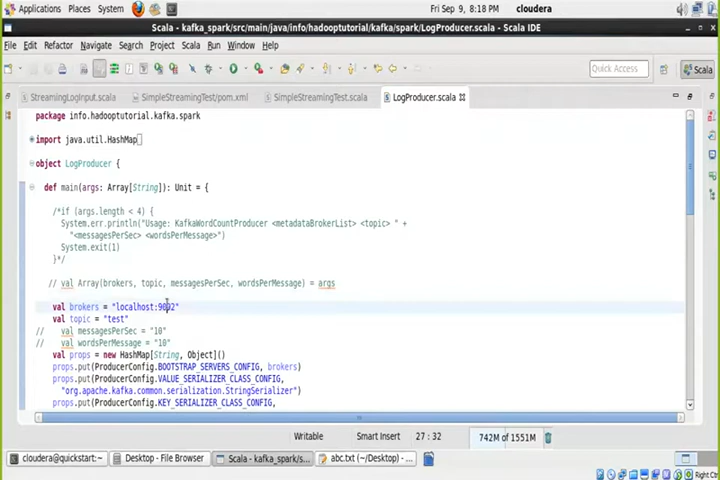 Applications Places System
Fri Sep 9, 8:18 PM cloudera
Scala - kafka_spark/src/main/java/info/hadooptutorial/kafka/spark/LogProducer.scala - Scala IDE
File Edit Refactor Navigate Search Project Scala Run Window Help
Quick Access
Scala
StreamingLogInput.scala SimpleStreamingTest/pom.xml SimpleStreamingTest.scala LogProducer.scala
package info.hadooptutorial.kafka.spark
import java.util.HashMap
object LogProducer {
def main(args: Array[String]): Unit = {
/*if (args.length < 4) {
System.err.println("Usage: KafkaWordCountProducer <metadataBrokerList> <topic> " +
"<messagesPerSec> <wordsPerMessage>")
System.exit(1)
}*/
// val Array(brokers, topic, messagesPerSec, wordsPerMessage) = args
val brokers = "localhost:9092"
val topic = "test"
// val messagesPerSec = "10"
// val wordsPerMessage = "10"
val props = new HashMap[String, Object]()
props.put(ProducerConfig.BOOTSTRAP_SERVERS_CONFIG, brokers)
props.put(ProducerConfig.VALUE_SERIALIZER_CLASS_CONFIG,
"org.apache.kafka.common.serialization.StringSerializer")
props.put(ProducerConfig.KEY_SERIALIZER_CLASS_CONFIG,
Writable Smart Insert 27 : 32 742M of 1551M
cloudera@quickstart:~ Desktop - File Browser Scala - kafka_spark/s... abc.txt (~/Desktop) - ...
Right Ctrl